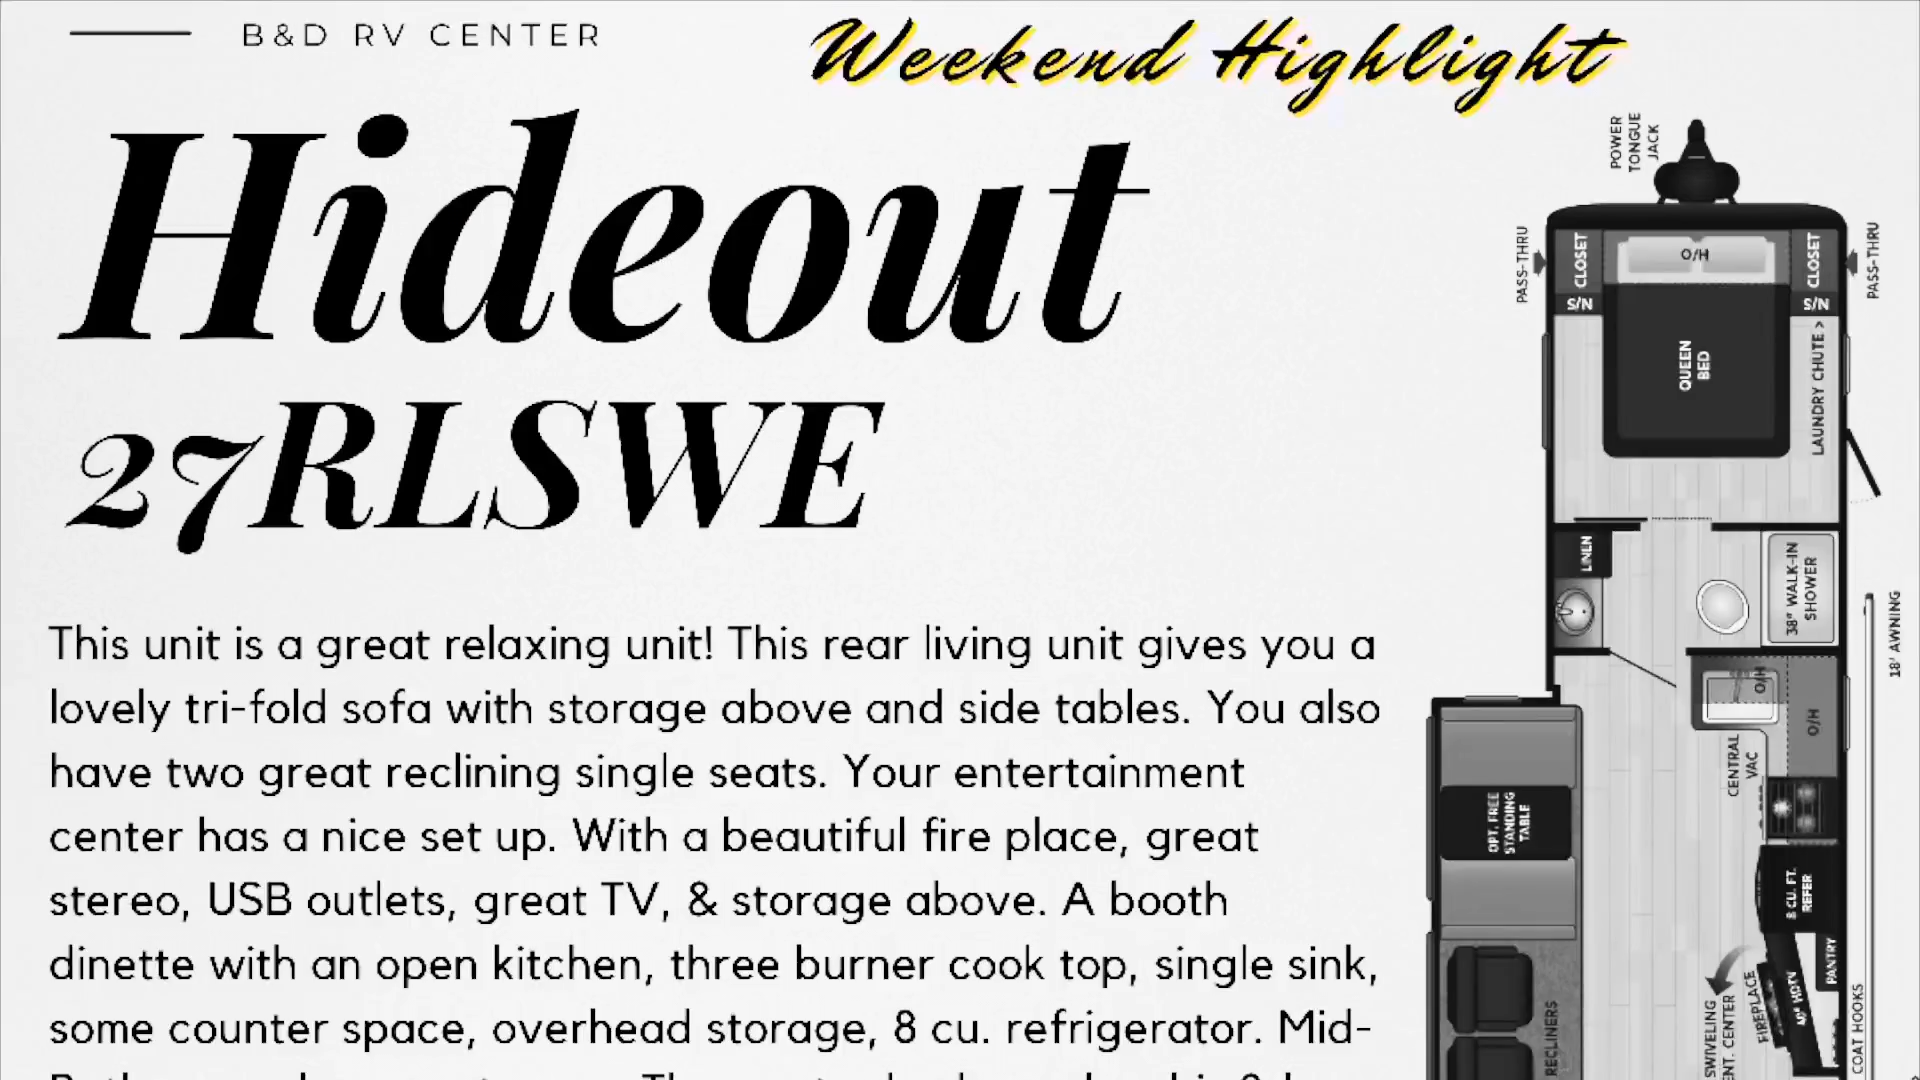 B&D RV CENTER
Weekend Highlight
Hideout
27RLSWE
This unit is a great relaxing unit! This rear living unit gives you a
lovely tri-fold sofa with storage above and side tables. You also
have two great reclining single seats. Your entertainment
center has a nice set up. With a beautiful fire place, great
stereo, USB outlets, great TV, & storage above. A booth
dinette with an open kitchen, three burner cook top, single sink,
some counter space, overhead storage, 8 cu. refrigerator. Mid-
POWER
TONGUE
JACK
PASS-THRU
PASS-THRU
CLOSET
O/H
CLOSET
S/N
S/N
QUEEN
BED
LAUNDRY CHUTE >
LINEN
38" WALK-IN
SHOWER
18' AWNING
O/H
O/H
CENTRAL
VAC
OPT. FREE
STANDING
TABLE
8 CU. FT.
REFER
PANTRY
FIREPLACE
40" HDTV
SWIVELING
ENT. CENTER
RECLINERS
COAT HOOKS